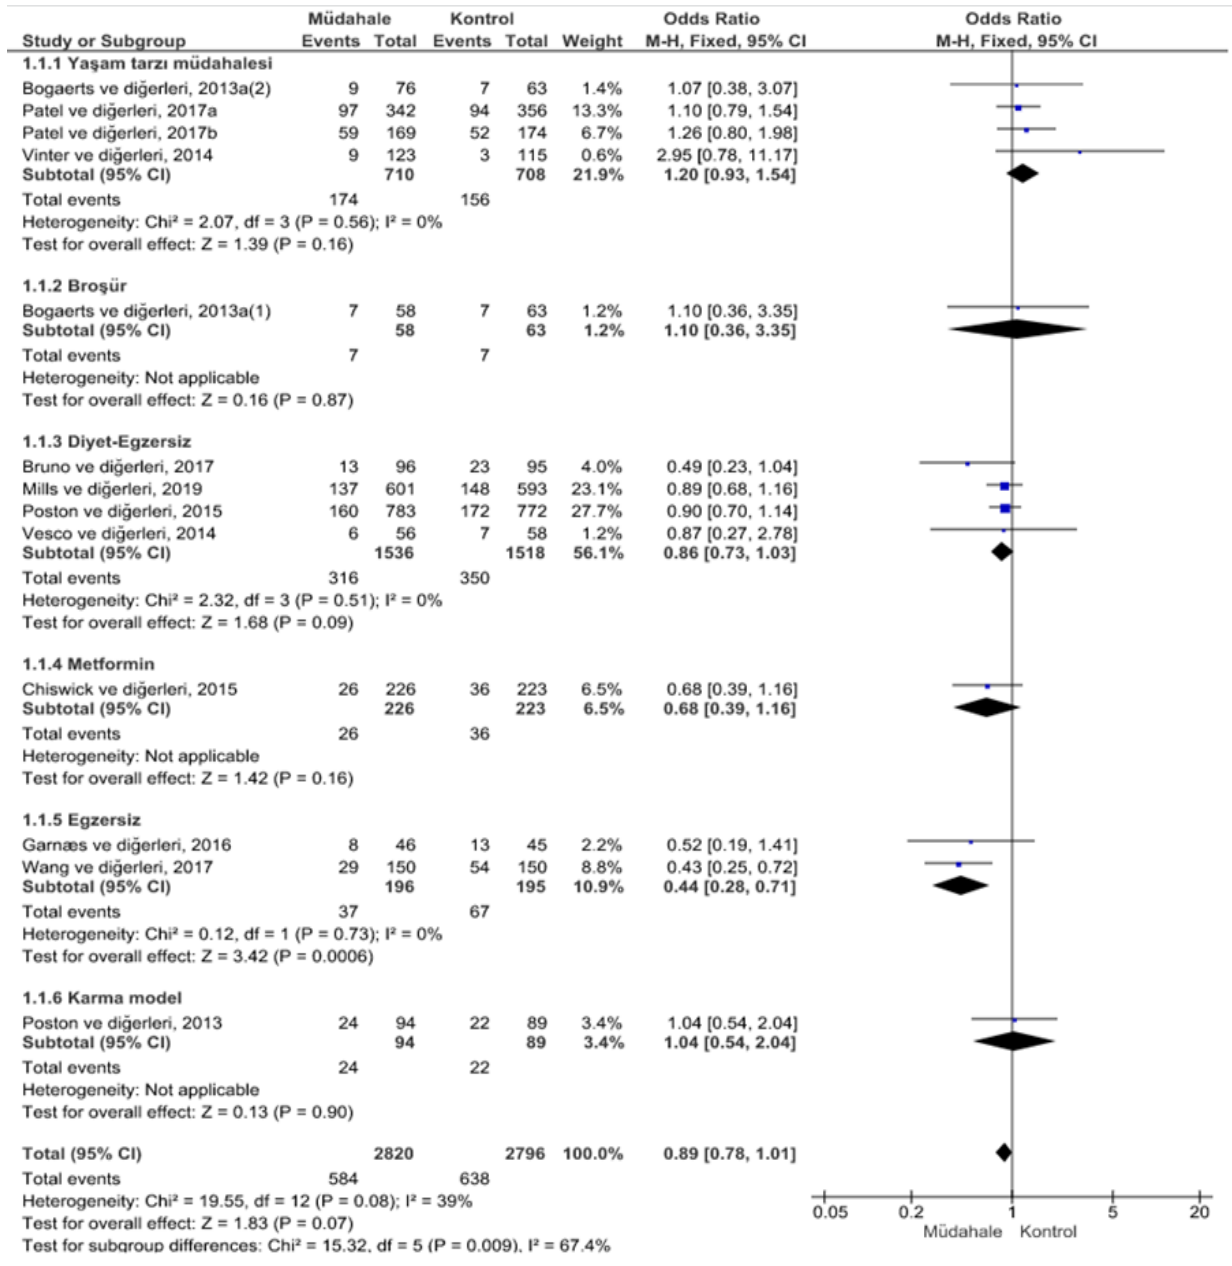 Müdahale Kontrol Odds Ratio Odds Ratio
Study or Subgroup Events Total Events Total Weight M-H, Fixed, 95% CI M-H, Fixed, 95% CI
1.1.1 Yaşam tarzı müdahalesi
Bogaerts ve diğerleri, 2013a(2) 9 76 7 63 1.4% 1.07 [0.38, 3.07]
Patel ve diğerleri, 2017a 97 342 94 356 13.3% 1.10 [0.79, 1.54]
Patel ve diğerleri, 2017b 59 169 52 174 6.7% 1.26 [0.80, 1.98]
Vinter ve diğerleri, 2014 9 123 3 115 0.6% 2.95 [0.78, 11.17]
Subtotal (95% CI) 710 708 21.9% 1.20 [0.93, 1.54]
Total events 174 156
Heterogeneity: Chi² = 2.07, df = 3 (P = 0.56); I² = 0%
Test for overall effect: Z = 1.39 (P = 0.16)
1.1.2 Broşür
Bogaerts ve diğerleri, 2013a(1) 7 58 7 63 1.2% 1.10 [0.36, 3.35]
Subtotal (95% CI) 58 63 1.2% 1.10 [0.36, 3.35]
Total events 7 7
Heterogeneity: Not applicable
Test for overall effect: Z = 0.16 (P = 0.87)
1.1.3 Diyet-Egzersiz
Bruno ve diğerleri, 2017 13 96 23 95 4.0% 0.49 [0.23, 1.04]
Mills ve diğerleri, 2019 137 601 148 593 23.1% 0.89 [0.68, 1.16]
Poston ve diğerleri, 2015 160 783 172 772 27.7% 0.90 [0.70, 1.14]
Vesco ve diğerleri, 2014 6 56 7 58 1.2% 0.87 [0.27, 2.78]
Subtotal (95% CI) 1536 1518 56.1% 0.86 [0.73, 1.03]
Total events 316 350
Heterogeneity: Chi² = 2.32, df = 3 (P = 0.51); I² = 0%
Test for overall effect: Z = 1.68 (P = 0.09)
1.1.4 Metformin
Chiswick ve diğerleri, 2015 26 226 36 223 6.5% 0.68 [0.39, 1.16]
Subtotal (95% CI) 226 223 6.5% 0.68 [0.39, 1.16]
Total events 26 36
Heterogeneity: Not applicable
Test for overall effect: Z = 1.42 (P = 0.16)
1.1.5 Egzersiz
Garnæs ve diğerleri, 2016 8 46 13 45 2.2% 0.52 [0.19, 1.41]
Wang ve diğerleri, 2017 29 150 54 150 8.8% 0.43 [0.25, 0.72]
Subtotal (95% CI) 196 195 10.9% 0.44 [0.28, 0.71]
Total events 37 67
Heterogeneity: Chi² = 0.12, df = 1 (P = 0.73); I² = 0%
Test for overall effect: Z = 3.42 (P = 0.0006)
1.1.6 Karma model
Poston ve diğerleri, 2013 24 94 22 89 3.4% 1.04 [0.54, 2.04]
Subtotal (95% CI) 94 89 3.4% 1.04 [0.54, 2.04]
Total events 24 22
Heterogeneity: Not applicable
Test for overall effect: Z = 0.13 (P = 0.90)
Total (95% CI) 2820 2796 100.0% 0.89 [0.78, 1.01]
Total events 584 638
Heterogeneity: Chi² = 19.55, df = 12 (P = 0.08); I² = 39%
Test for overall effect: Z = 1.83 (P = 0.07)
Test for subgroup differences: Chi² = 15.32, df = 5 (P = 0.009), I² = 67.4%
0.05 0.2 1 5 20
Müdahale Kontrol